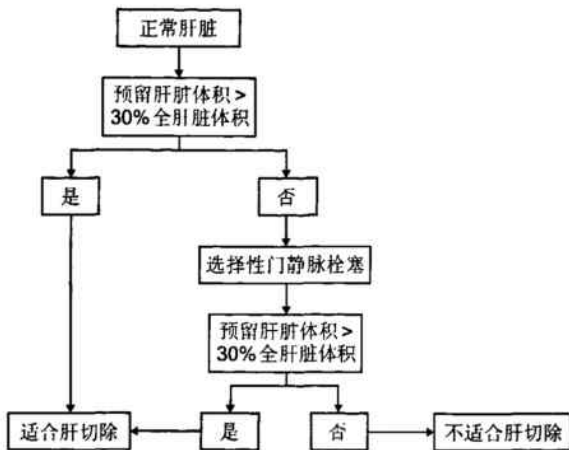 正常肝脏
预留肝脏体积>
30%全肝脏体积
是
否
选择性门静脉栓塞
预留肝脏体积>
30%全肝脏体积
适合肝切除
是
否
不适合肝切除